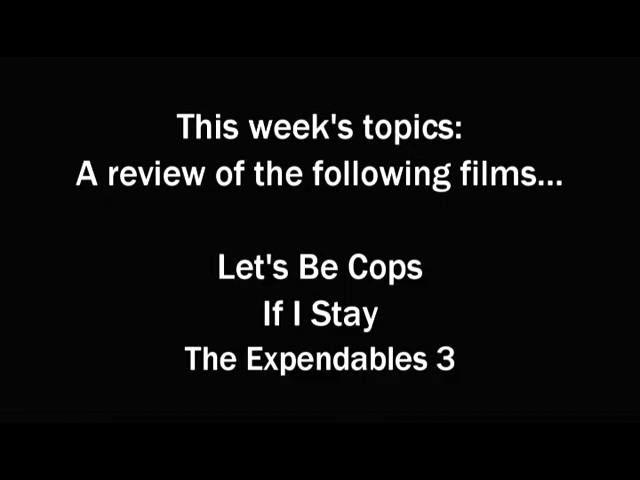 This week's topics:
A review of the following films...
Let's Be Cops
If I Stay
The Expendables 3